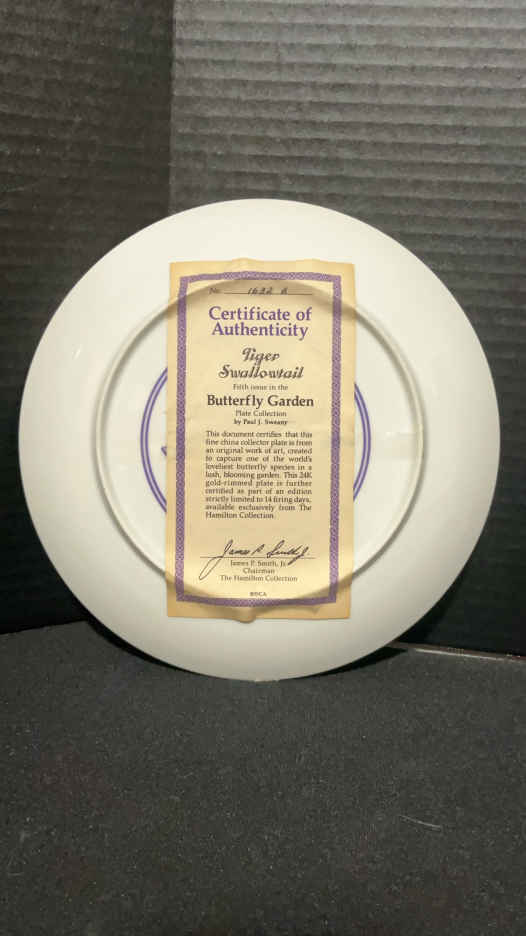 No. 1632 B
Certificate of
Authenticity
Tiger
Swallowtail
Fifth issue in the
Butterfly Garden
Plate Collection
by Paul J. Sweany
This document certifies that this
fine china collector plate is from
an original work of art, created
to capture one of the world's
loveliest butterfly species in a
lush, blooming garden. This 24K
gold-rimmed plate is further
certified as part of an edition
strictly limited to 14 firing days,
available exclusively from The
Hamilton Collection.
James P. Smith, Jr.
James P. Smith, Jr.
Chairman
The Hamilton Collection